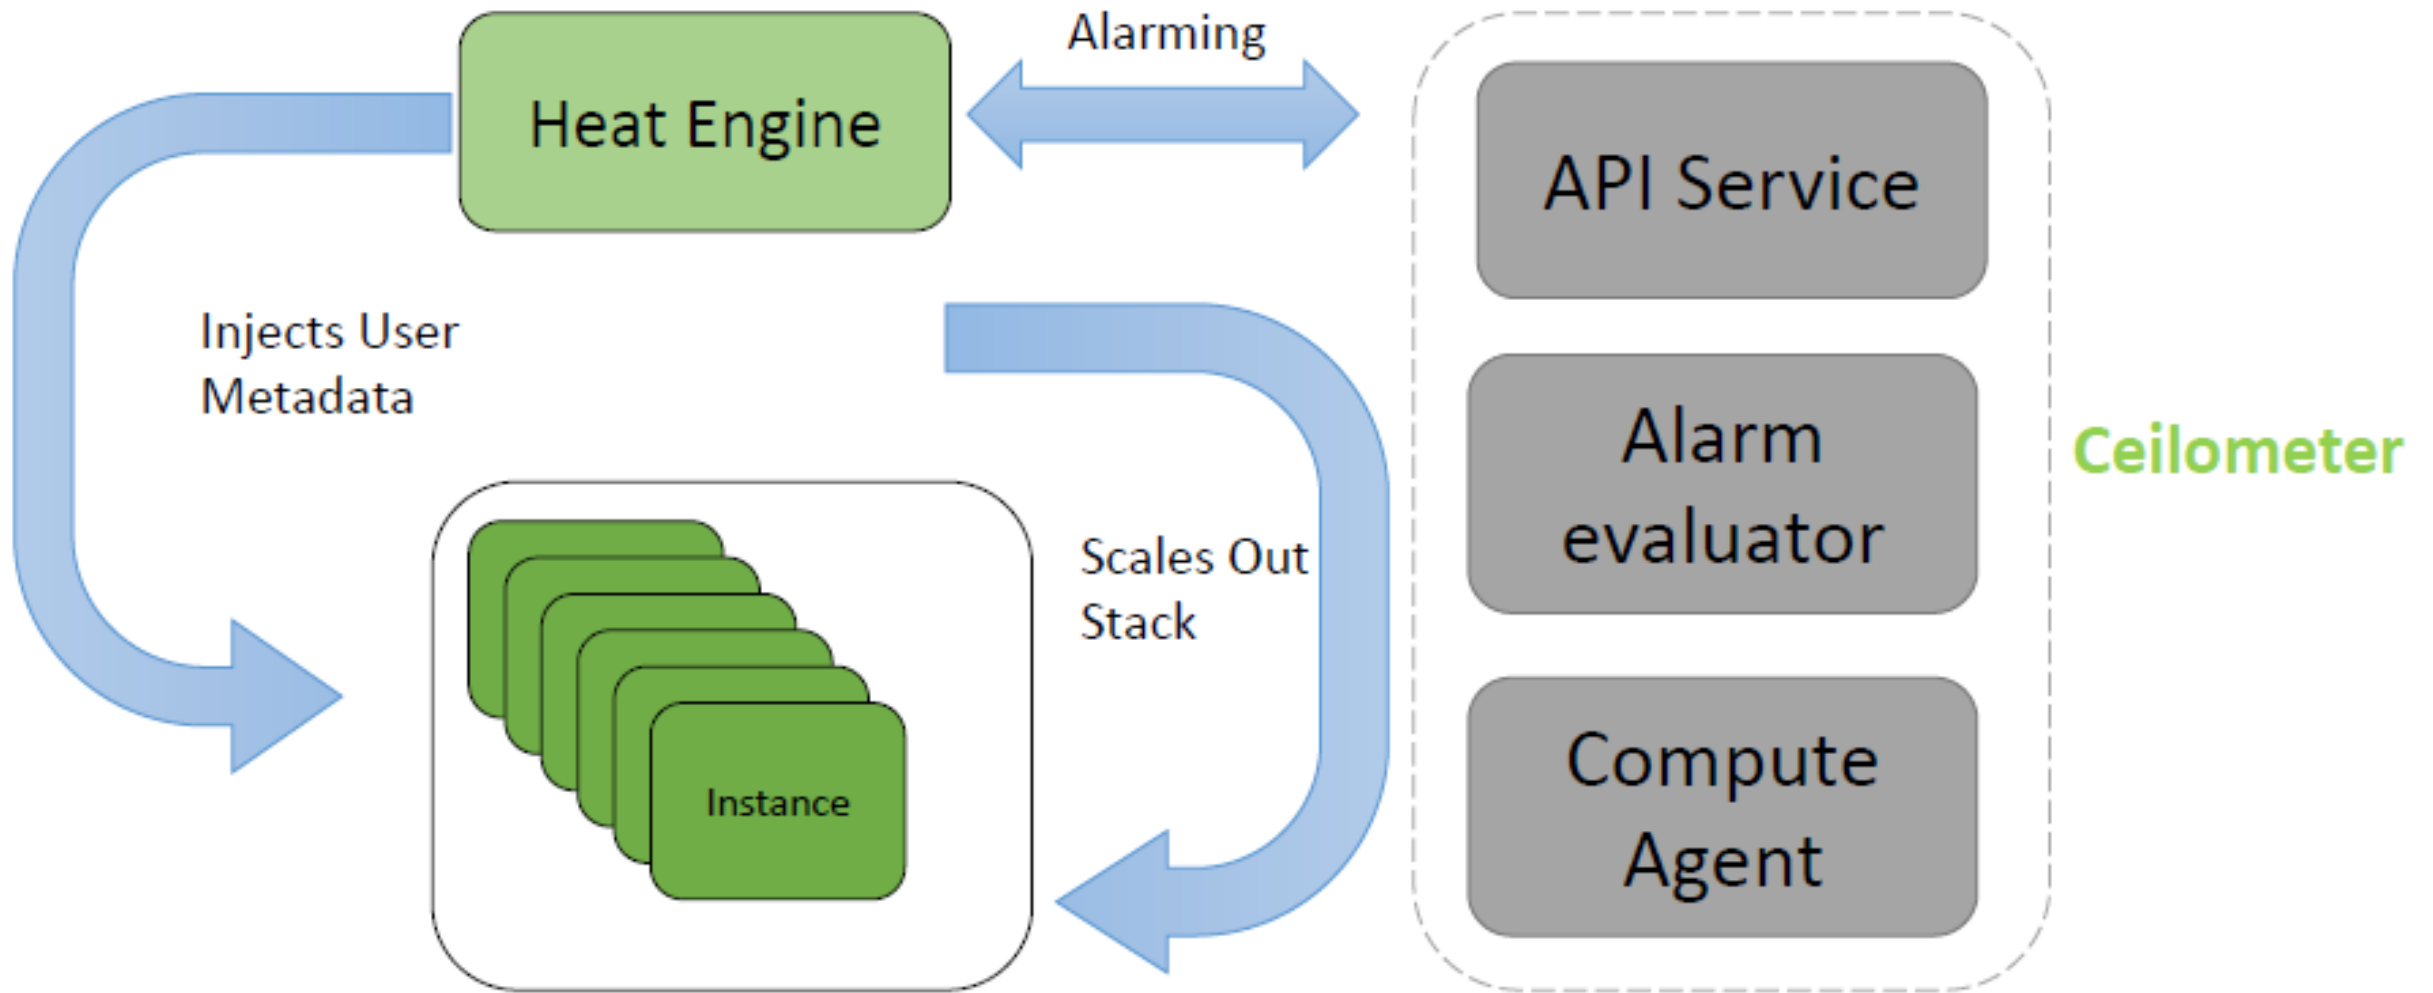 Heat Engine
Alarming
API Service
Injects User
Metadata
Alarm
evaluator
Ceilometer
Scales Out
Stack
Instance
Compute
Agent